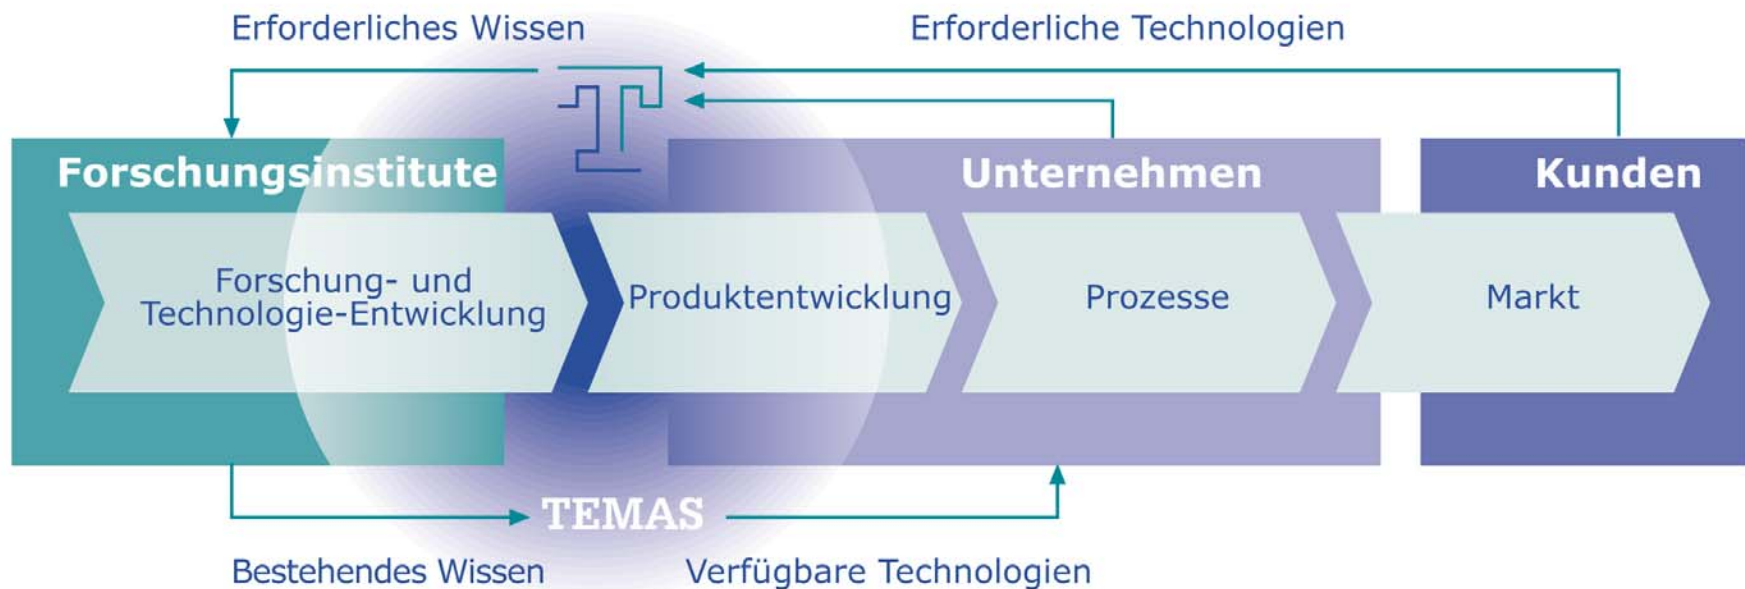 Erforderliches Wissen
Erforderliche Technologien
Forschungsinstitute
Unternehmen
Kunden
Forschung- und
Technologie-Entwicklung
Produktentwicklung
Prozesse
Markt
TEMAS
Bestehendes Wissen
Verfügbare Technologien